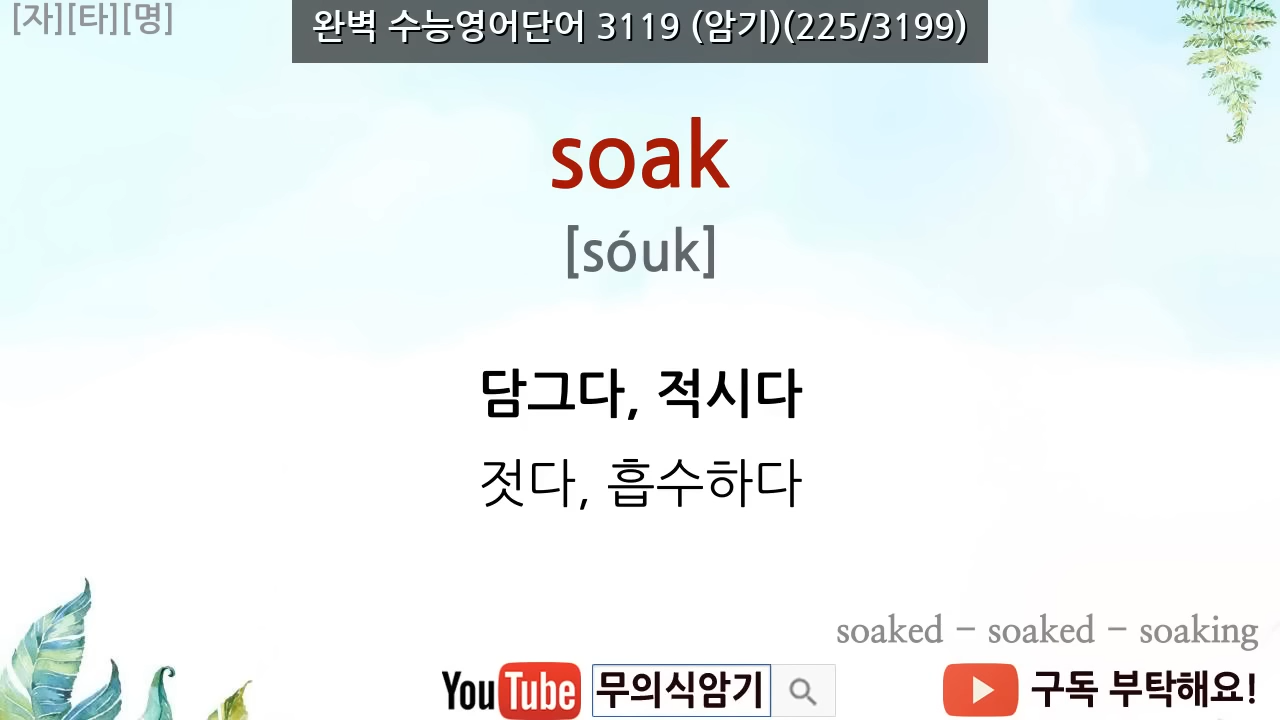 [자][타][명]
완벽 수능영어단어 3119 (암기)(225/3199)
soak
[sóuk]
담그다, 적시다
젓다, 흡수하다
soaked - soaked - soaking
YouTube 무의식암기
구독 부탁해요!